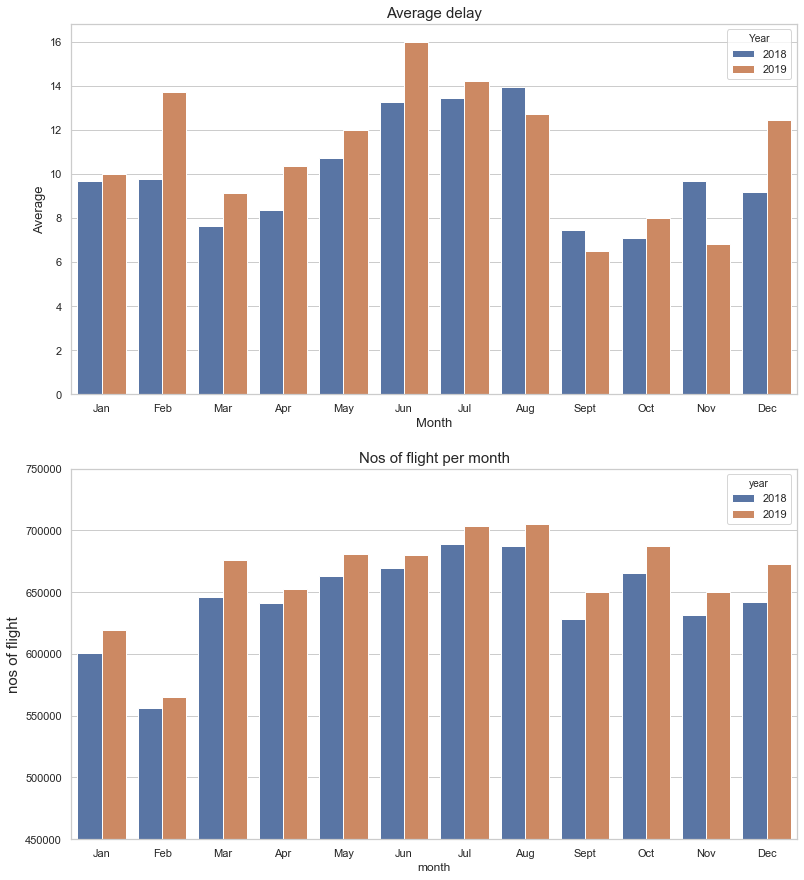 Average delay
Year
2018
2019
16
14
12
10
8
6
4
2
0
Average
Jan Feb Mar Apr May Jun Jul Aug Sept Oct Nov Dec
Month
Nos of flight per month
year
2018
2019
750000
700000
650000
600000
550000
500000
450000
nos of flight
Jan Feb Mar Apr May Jun Jul Aug Sept Oct Nov Dec
month